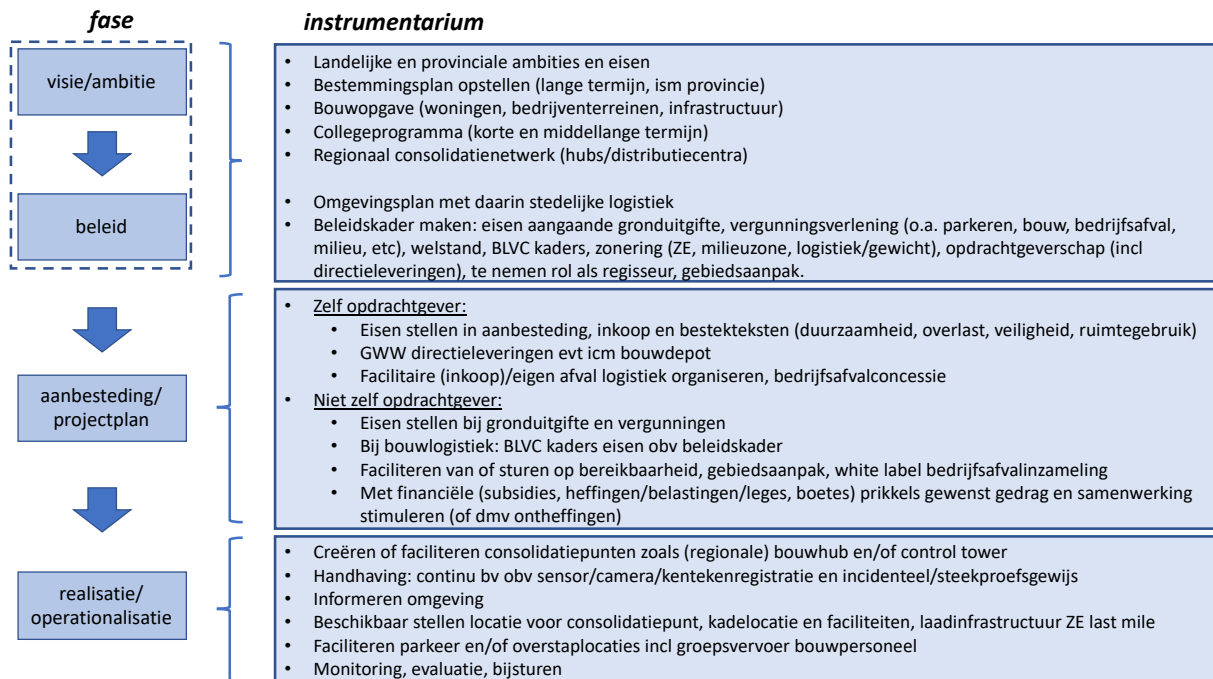 fase
instrumentarium
visie/ambitie
beleid
• Landelijke en provinciale ambities en eisen
• Bestemmingsplan opstellen (lange termijn, ism provincie)
• Bouwopgave (woningen, bedrijventerreinen, infrastructuur)
• Collegeprogramma (korte en middellange termijn)
• Regionaal consolidatienetwerk (hubs/distributiecentra)
• Omgevingsplan met daarin stedelijke logistiek
• Beleidskader maken: eisen aangaande gronduitgifte, vergunningsverlening (o.a. parkeren, bouw, bedrijfsafval,
milieu, etc), welstand, BLVC kaders, zonering (ZE, milieuzone, logistiek/gewicht), opdrachtgeverschap (incl
directieleveringen), te nemen rol als regisseur, gebiedsaanpak.
aanbesteding/
projectplan
• Zelf opdrachtgever:
• Eisen stellen in aanbesteding, inkoop en bestekteksten (duurzaamheid, overlast, veiligheid, ruimtegebruik)
• GWW directieleveringen evt icm bouwdepot
• Facilitaire (inkoop)/eigen afval logistiek organiseren, bedrijfsafvalconcessie
• Niet zelf opdrachtgever:
• Eisen stellen bij gronduitgifte en vergunningen
• Bij bouwlogistiek: BLVC kaders eisen obv beleidskader
• Faciliteren van of sturen op bereikbaarheid, gebiedsaanpak, white label bedrijfsafvalinzameling
• Met financiële (subsidies, heffingen/belastingen/leges, boetes) prikkels gewenst gedrag en samenwerking
stimuleren (of dmv ontheffingen)
realisatie/
operationalisatie
• Creëren of faciliteren consolidatiepunten zoals (regionale) bouwhub en/of control tower
• Handhaving: continu bv obv sensor/camera/kentekenregistratie en incidenteel/steekproefsgewijs
• Informeren omgeving
• Beschikbaar stellen locatie voor consolidatiepunt, kadelocatie en faciliteiten, laadinfrastructuur ZE last mile
• Faciliteren parkeer en/of overstaplocaties incl groepsvervoer bouwpersoneel
• Monitoring, evaluatie, bijsturen